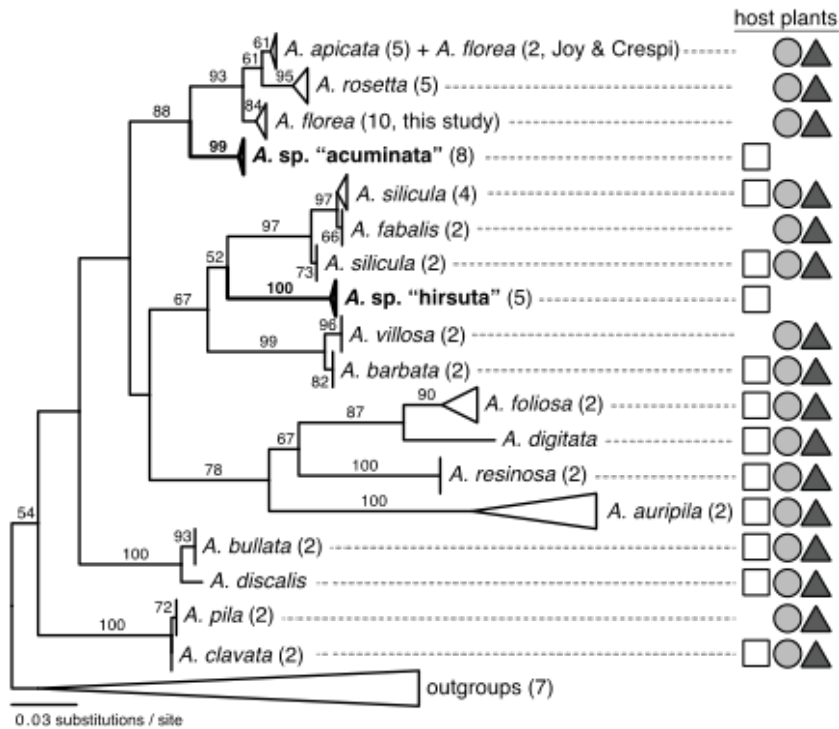 host plants
61
A. apicata (5) + A. florea (2, Joy & Crespi)
61
93
95
A. rosetta (5)
84
88
A. florea (10, this study)
99
A. sp. “acuminata” (8)
97
A. silicula (4)
97
66
A. fabalis (2)
52
73
A. silicula (2)
100
A. sp. “hirsuta” (5)
67
96
A. villosa (2)
99
82
A. barbata (2)
90
A. foliosa (2)
87
A. digitata
67
78
100
A. resinosa (2)
100
A. auripila (2)
54
93
A. bullata (2)
100
A. discalis
72
A. pila (2)
100
A. clavata (2)
outgroups (7)
0.03 substitutions / site